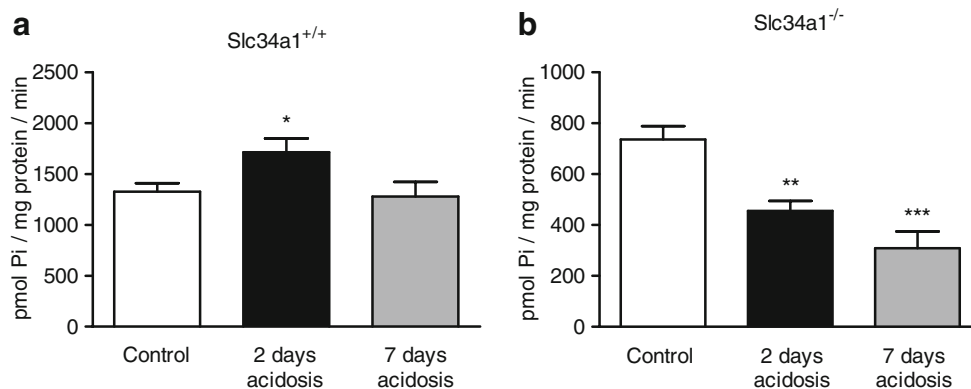 a
Slc34a1+/+
pmol Pi / mg protein / min
2500
2000
1500
1000
500
0
*
Control
2 days
acidosis
7 days
acidosis
b
Slc34a1-/-
pmol Pi / mg protein / min
1000
800
600
400
200
0
**
***
Control
2 days
acidosis
7 days
acidosis